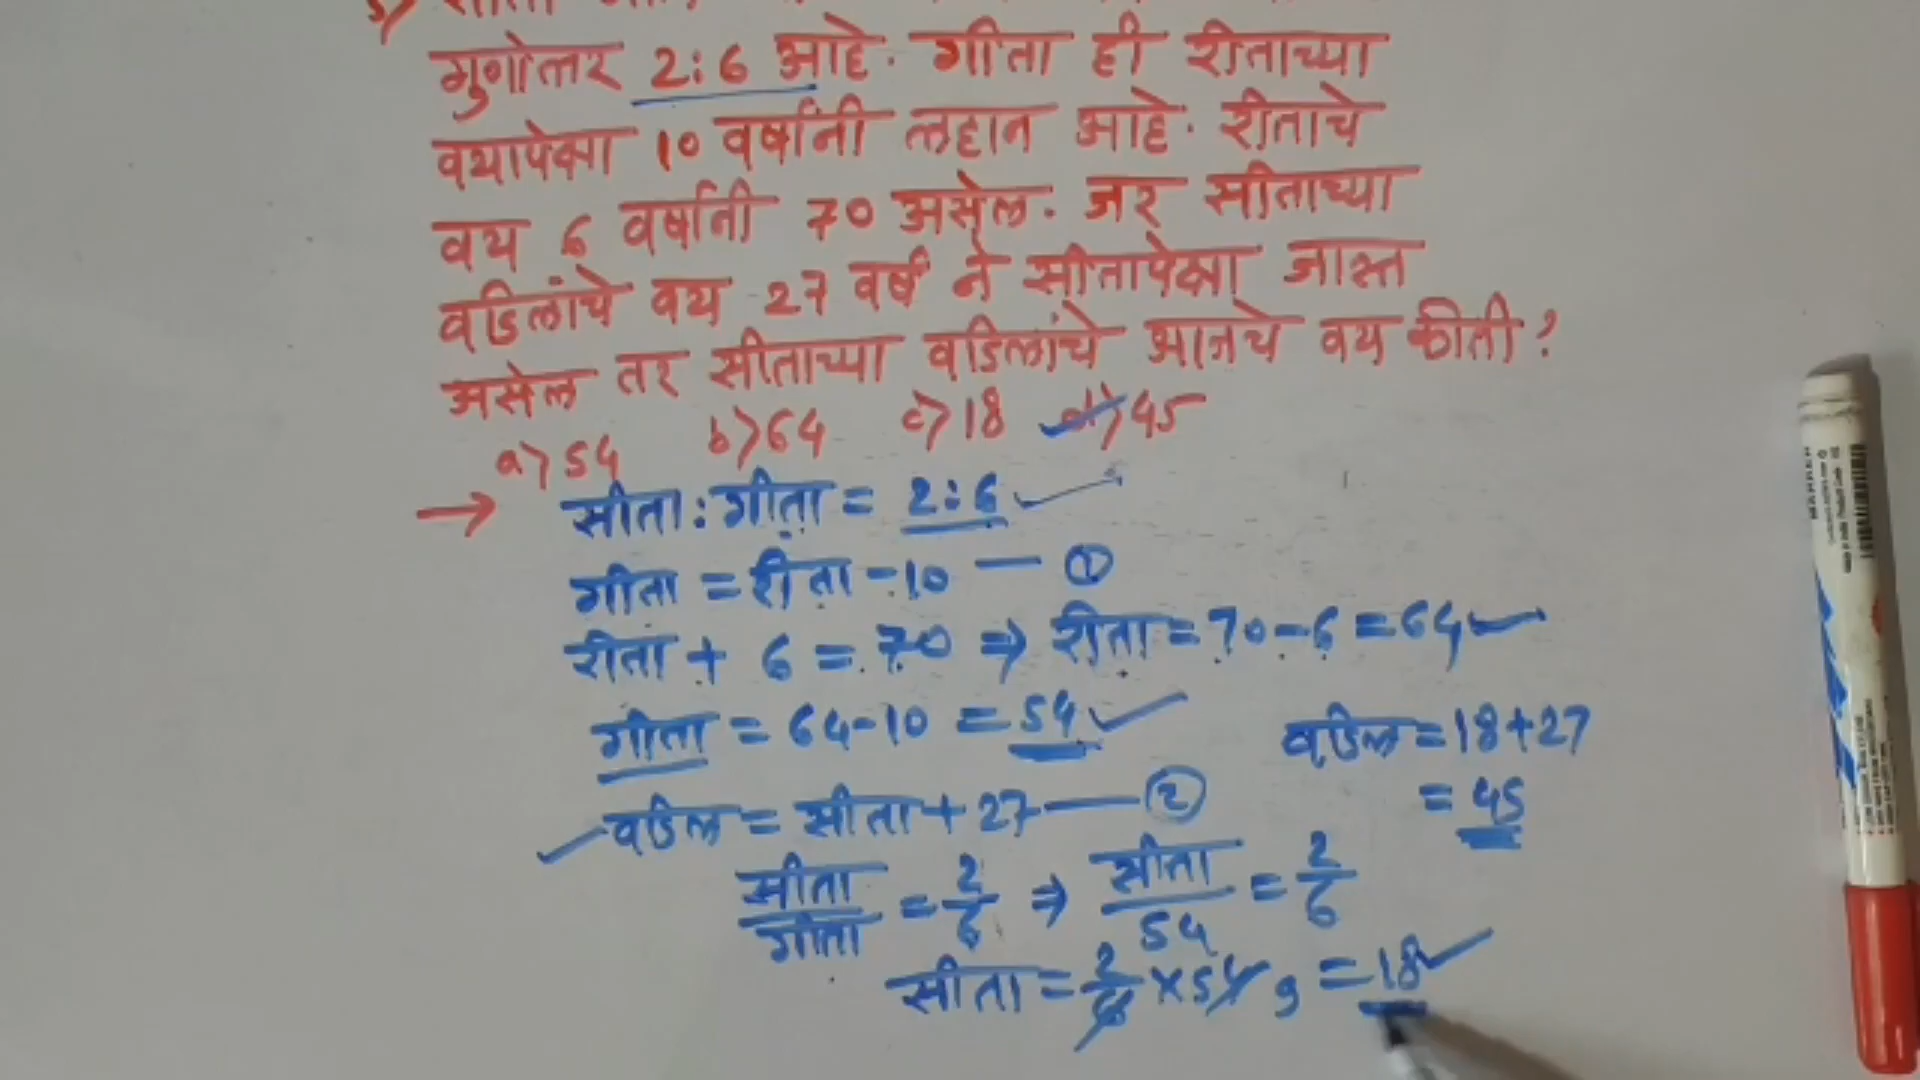 गुणोत्तर 2:6 आहे. गीता ही रीताच्या
वयापेक्षा 10 वर्षांनी लहान आहे. रीताचे
वय 6 वर्षानी 70 असेल. जर सीताच्या
वडिलांचे वय 27 वर्षे ने सीतापेक्षा जास्त
असेल तर सीताच्या वडिलांचे आजचे वय कीती ?
a) 54 b) 64 c) 18 d) 45
→ सीता : गीता = 2:6
गीता = रीता - 10 — ①
रीता + 6 = 70 ⇒ रीता = 70-6 = 64
गीता = 64-10 = 54
वडिल = 18+27
= 45
वडिल = सीता + 27 — ②
सीता/गीता = 2/6 ⇒ सीता/54 = 2/6
सीता = 2/6 × 54 9 = 18